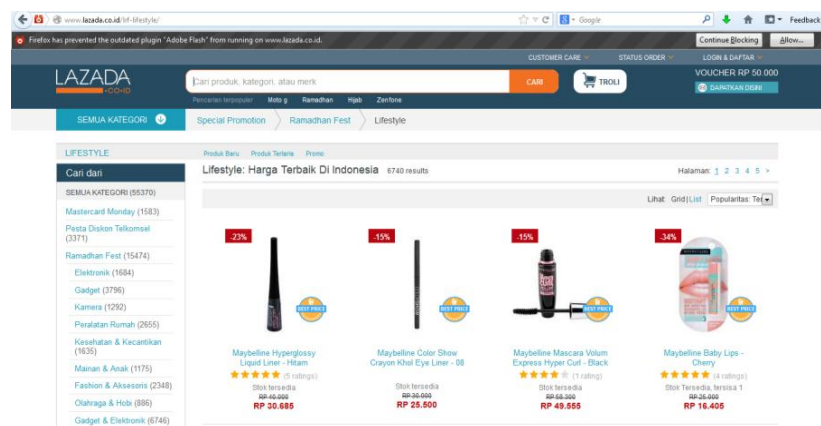 www.lazada.co.id/trf-lifestyle/
Google
Feedback
Firefox has prevented the outdated plugin "Adobe Flash" from running on www.lazada.co.id.
Continue Blocking
Allow...
CUSTOMER CARE
STATUS ORDER
LOGIN & DAFTAR
LAZADA
.CO.ID
Cari produk, kategori, atau merk
CARI
TROLI
VOUCHER RP 50.000
DAPATKAN DISINI
Pencarian terpopuler Moto g Ramadhan Hijab Zenfone
SEMUA KATEGORI
Special Promotion
Ramadhan Fest
Lifestyle
LIFESTYLE
Produk Baru Produk Terlaris Promo
Cari dari
Lifestyle: Harga Terbaik Di Indonesia 6740 results
Halaman: 1 2 3 4 5 >
SEMUA KATEGORI (55370)
Lihat: Grid|List
Popularitas: Ter
Mastercard Monday (1583)
Pesta Diskon Telkomsel
(3371)
Ramadhan Fest (15474)
Elektronik (1684)
Gadget (3796)
Kamera (1292)
Peralatan Rumah (2655)
Kesehatan & Kecantikan
(1635)
Mainan & Anak (1175)
Fashion & Aksesoris (2348)
Olahraga & Hobi (886)
Gadget & Elektronik (6746)
-23%
BEST PRICE
Maybelline Hyperglossy
Liquid Liner - Hitam
(5 ratings)
Stok tersedia
RP 40.000
RP 30.685
-15%
BEST PRICE
Maybelline Color Show
Crayon Khol Eye Liner - 08
Stok tersedia
RP 30.000
RP 25.500
-15%
BEST PRICE
Maybelline Mascara Volum
Express Hyper Curl - Black
(1 rating)
Stok tersedia
RP 58.300
RP 49.555
-34%
BEST PRICE
Maybelline Baby Lips -
Cherry
(4 ratings)
Stok Tersedia, tersisa 1
RP 25.000
RP 16.405